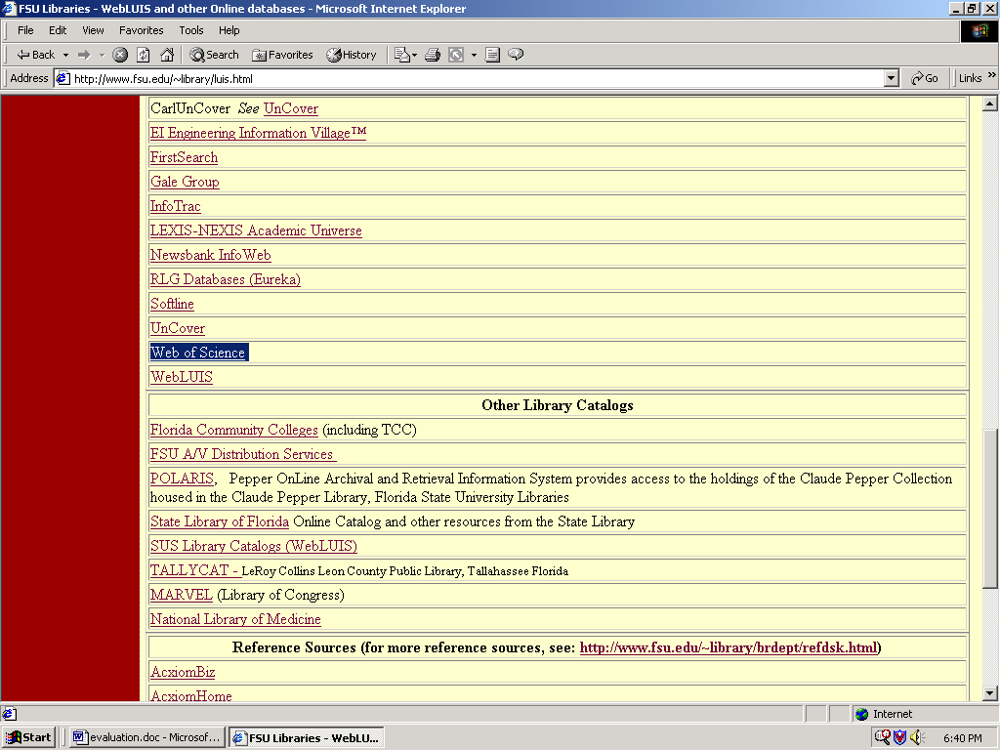 FSU Libraries - WebLUIS and other Online databases - Microsoft Internet Explorer
File Edit View Favorites Tools Help
Back Search Favorites History
Address http://www.fsu.edu/~library/luis.html Go Links »
CarlUnCover See UnCover
EI Engineering Information Village™
FirstSearch
Gale Group
InfoTrac
LEXIS-NEXIS Academic Universe
Newsbank InfoWeb
RLG Databases (Eureka)
Softline
UnCover
Web of Science
WebLUIS
Other Library Catalogs
Florida Community Colleges (including TCC)
FSU A/V Distribution Services
POLARIS, Pepper OnLine Archival and Retrieval Information System provides access to the holdings of the Claude Pepper Collection
housed in the Claude Pepper Library, Florida State University Libraries
State Library of Florida Online Catalog and other resources from the State Library
SUS Library Catalogs (WebLUIS)
TALLYCAT - LeRoy Collins Leon County Public Library, Tallahassee Florida
MARVEL (Library of Congress)
National Library of Medicine
Reference Sources (for more reference sources, see: http://www.fsu.edu/~library/brdept/refdsk.html)
AcxiomBiz
AcxiomHome
Internet
Start evaluation.doc - Microsof... FSU Libraries - WebLU... 6:40 PM